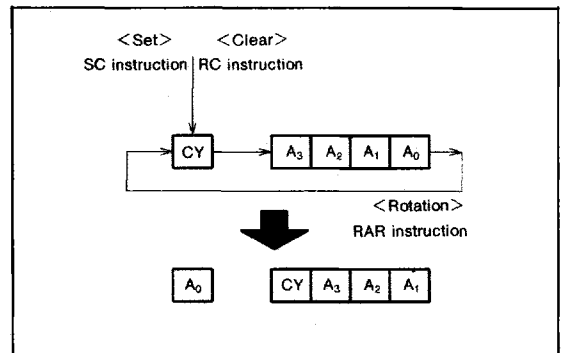 <Set> <Clear>
SC instruction RC instruction
CY A₃ A₂ A₁ A₀
<Rotation>
RAR instruction
A₀ CY A₃ A₂ A₁